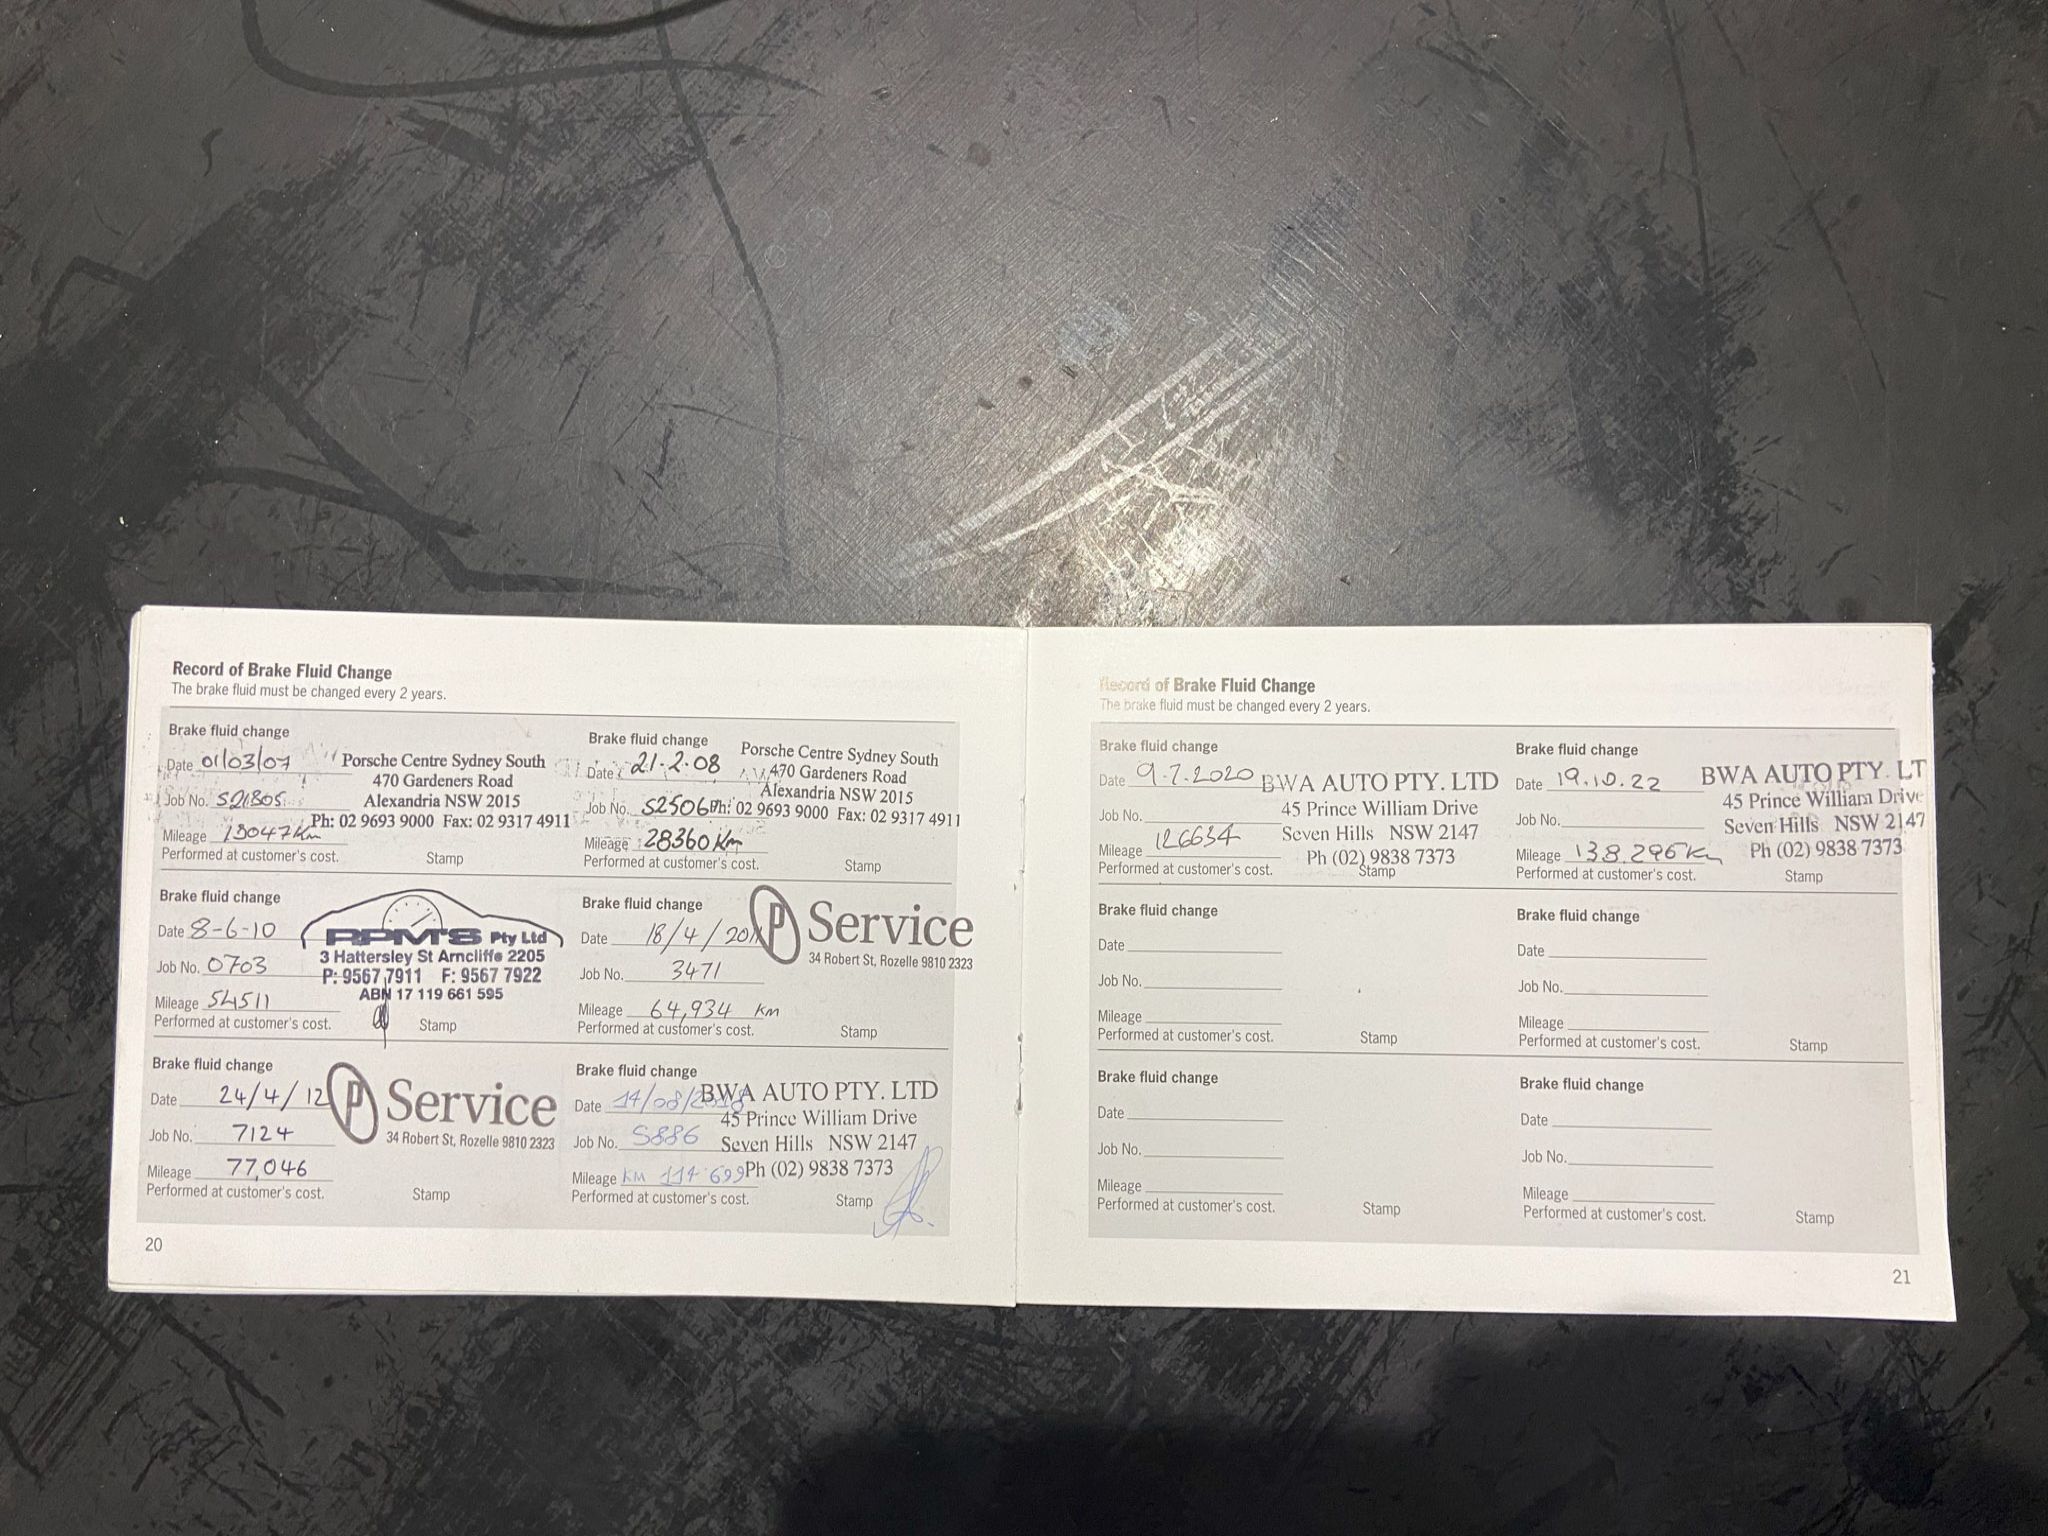 Record of Brake Fluid Change
The brake fluid must be changed every 2 years.
Brake fluid change
Date 01/03/07
Job No. S21805
Mileage 18047Km
Performed at customer's cost.
Porsche Centre Sydney South
470 Gardeners Road
Alexandria NSW 2015
Ph: 02 9693 9000 Fax: 02 9317 4911
Stamp
Brake fluid change
Date 21-2-08
Job No.
Mileage 28360 Km
Performed at customer's cost.
Porsche Centre Sydney South
470 Gardeners Road
Alexandria NSW 2015
Ph: 02 9693 9000 Fax: 02 9317 4911
Stamp
Brake fluid change
Date 8-6-10
Job No. 0703
Mileage 54511
Performed at customer's cost.
RPM'S Pty Ltd
3 Hattersley St Arncliffe 2205
P: 9567 7911 F: 9567 7922
ABN 17 119 661 595
Stamp
Brake fluid change
Date 18/4/
Job No. 3471
Mileage 64,934 KM
Performed at customer's cost.
P Service
34 Robert St, Rozelle 9810 2323
Stamp
Brake fluid change
Date 24/4/12
Job No. 7124
Mileage 77,046
Performed at customer's cost.
P Service
34 Robert St, Rozelle 9810 2323
Stamp
Brake fluid change
Date 14/08/2018
Job No. 5886
Mileage KM 114 699
Performed at customer's cost.
BWA AUTO PTY. LTD
45 Prince William Drive
Seven Hills NSW 2147
Ph (02) 9838 7373
Stamp
20
Record of Brake Fluid Change
The brake fluid must be changed every 2 years.
Brake fluid change
Date 9-7-2020
Job No.
Mileage 126634
Performed at customer's cost.
BWA AUTO PTY. LTD
45 Prince William Drive
Seven Hills NSW 2147
Ph (02) 9838 7373
Stamp
Brake fluid change
Date 19.10.22
Job No.
Mileage 138.296 Km
Performed at customer's cost.
BWA AUTO PTY. LT
45 Prince William Drive
Seven Hills NSW 2147
Ph (02) 9838 7373
Stamp
Brake fluid change
Date
Job No.
Mileage
Performed at customer's cost.
Stamp
Brake fluid change
Date
Job No.
Mileage
Performed at customer's cost.
Stamp
Brake fluid change
Date
Job No.
Mileage
Performed at customer's cost.
Stamp
Brake fluid change
Date
Job No.
Mileage
Performed at customer's cost.
Stamp
21